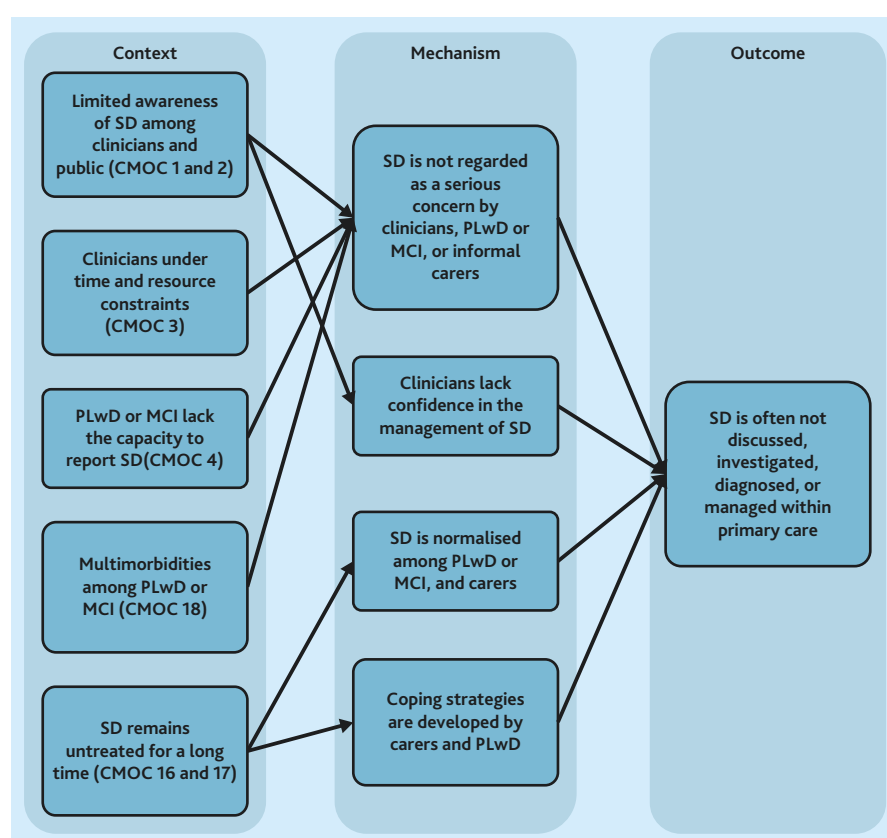 Context
Limited awareness
of SD among
clinicians and
public (CMOC 1 and 2)
Clinicians under
time and resource
constraints
(CMOC 3)
PLwD or MCI lack
the capacity to
report SD(CMOC 4)
Multimorbidities
among PLwD or
MCI (CMOC 18)
SD remains
untreated for a long
time (CMOC 16 and 17)
Mechanism
SD is not regarded
as a serious
concern by
clinicians, PLwD or
MCI, or informal
carers
Clinicians lack
confidence in the
management of SD
SD is normalised
among PLwD or
MCI, and carers
Coping strategies
are developed by
carers and PLwD
Outcome
SD is often not
discussed,
investigated,
diagnosed, or
managed within
primary care